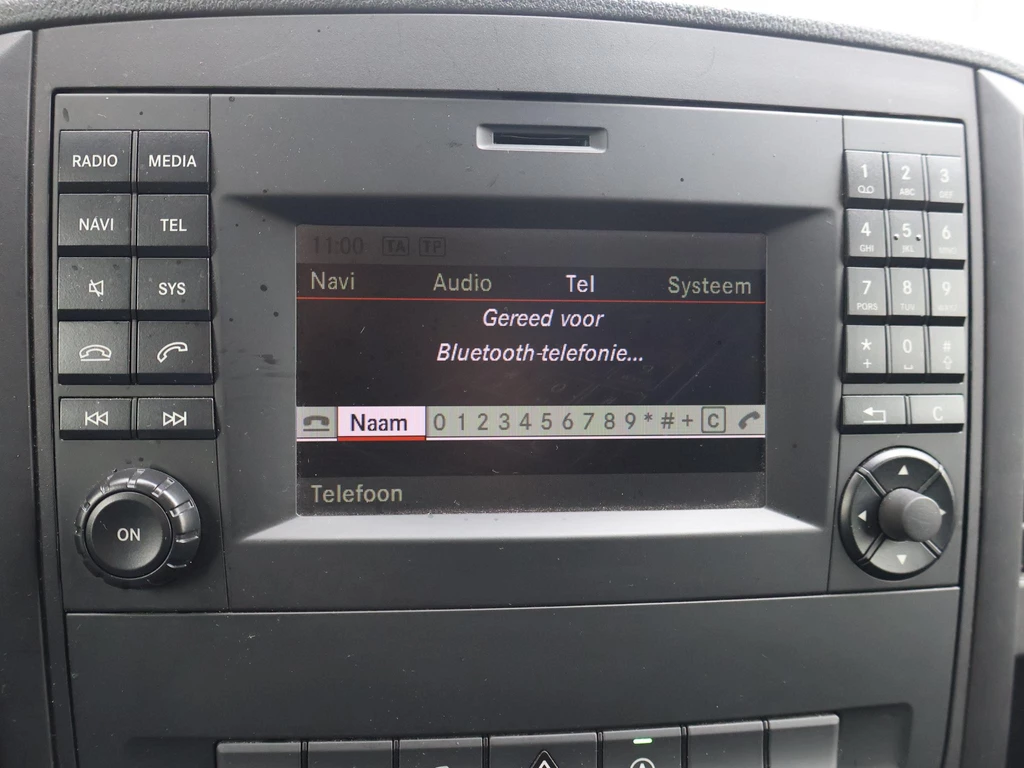 RADIO MEDIA
NAVI TEL
SYS
ON
11:00 TA TP
Navi Audio Tel Systeem
Gereed voor
Bluetooth-telefonie...
Naam 0 1 2 3 4 5 6 7 8 9 * # + C
Telefoon
1 2 3
ABC DEF
4 5 6
GHI JKL
7 8 9
PQRS TUV
* 0 #
+
C